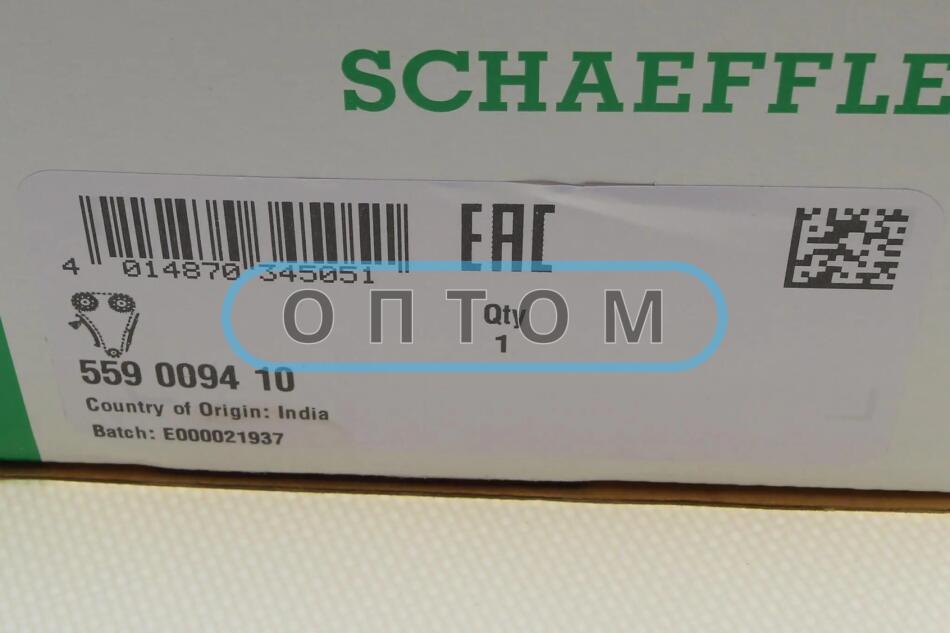 SCHAEFFLE
EAC
4 014870 345051
ОПТОМ
Qty
1
559 0094 10
Country of Origin: India
Batch: E000021937